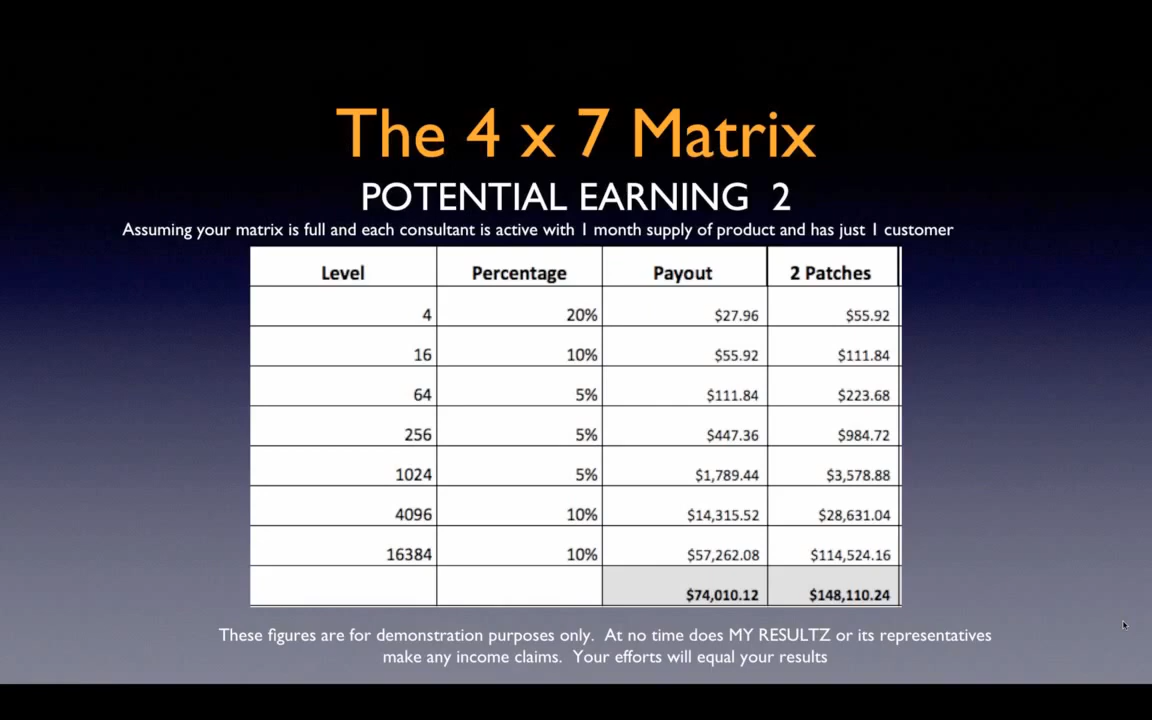 The 4 x 7 Matrix
POTENTIAL EARNING 2
Assuming your matrix is full and each consultant is active with 1 month supply of product and has just 1 customer
Level Percentage Payout 2 Patches
4 20% $27.96 $55.92
16 10% $55.92 $111.84
64 5% $111.84 $223.68
256 5% $447.36 $984.72
1024 5% $1,789.44 $3,578.88
4096 10% $14,315.52 $28,631.04
16384 10% $57,262.08 $114,524.16
$74,010.12 $148,110.24
These figures are for demonstration purposes only. At no time does MY RESULTZ or its representatives
make any income claims. Your efforts will equal your results